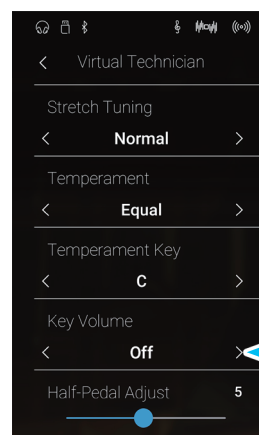 Virtual Technician
Stretch Tuning
Normal
Temperament
Equal
Temperament Key
C
Key Volume
Off
Half-Pedal Adjust 5